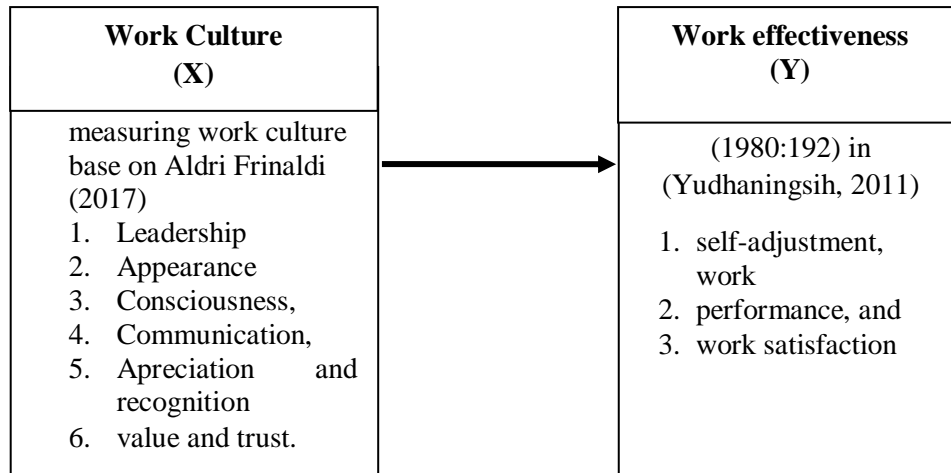 Work Culture
(X)
measuring work culture
base on Aldri Frinaldi
(2017)
1. Leadership
2. Appearance
3. Consciousness,
4. Communication,
5. Apreciation and
recognition
6. value and trust.
Work effectiveness
(Y)
(1980:192) in
(Yudhaningsih, 2011)
1. self-adjustment,
work
2. performance, and
3. work satisfaction